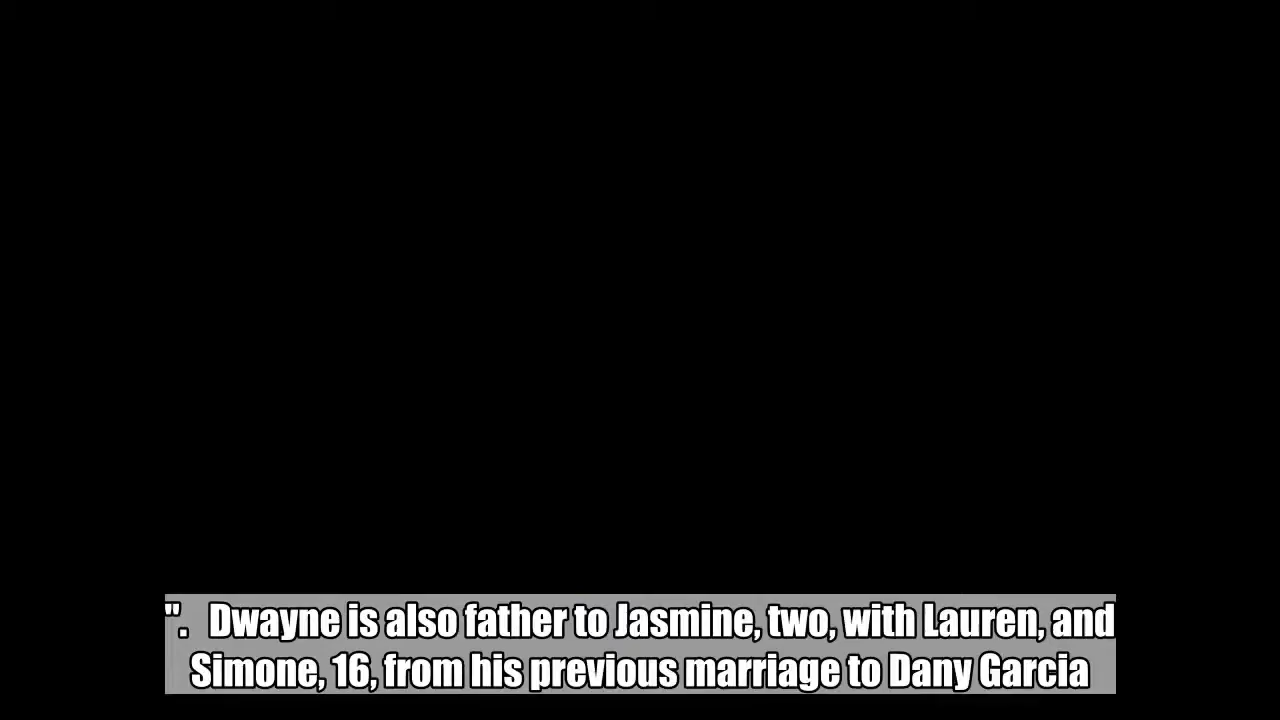 ".   Dwayne is also father to Jasmine, two, with Lauren, and
Simone, 16, from his previous marriage to Dany Garcia